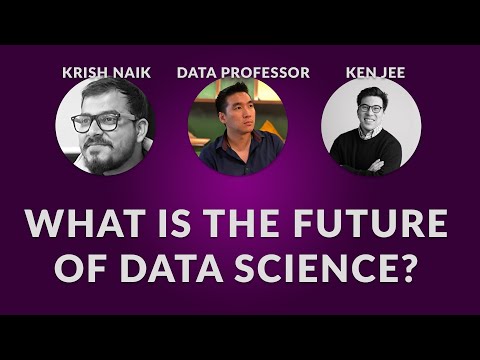 KRISH NAIK
DATA PROFESSOR
KEN JEE
WHAT IS THE FUTURE
OF DATA SCIENCE?